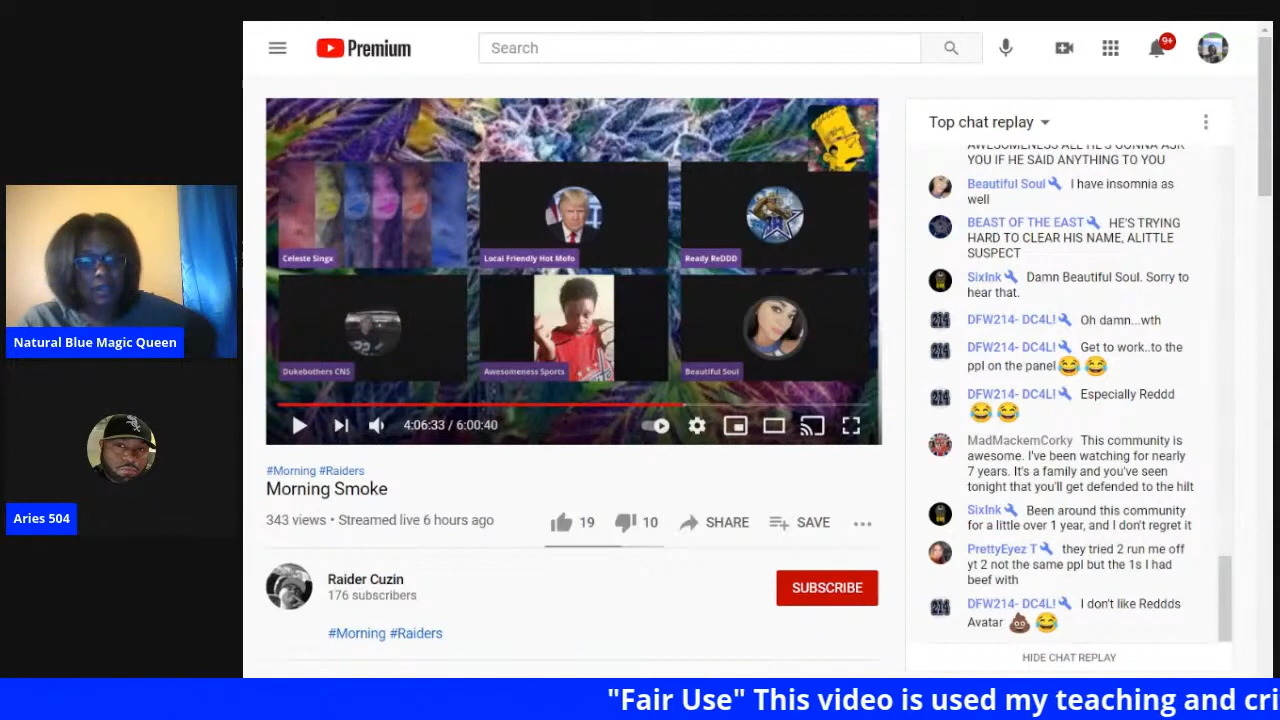 Premium
Search
9+
Celeste Singx
Local Friendly Hot Mofo
Ready ReDDD
Dukebothers CNS
Awesomeness Sports
Beautiful Soul
4:06:33 / 6:00:40
#Morning #Raiders
Morning Smoke
343 views • Streamed live 6 hours ago
19
10
SHARE
SAVE
Raider Cuzin
176 subscribers
SUBSCRIBE
#Morning #Raiders
Top chat replay
AWESOMENESS ALL HE'S GONNA ASK
YOU IF HE SAID ANYTHING TO YOU
Beautiful Soul I have insomnia as
well
BEAST OF THE EAST HE'S TRYING
HARD TO CLEAR HIS NAME, ALITTLE
SUSPECT
SixInk Damn Beautiful Soul. Sorry to
hear that.
DFW214- DC4L! Oh damn...wth
DFW214- DC4L! Get to work..to the
ppl on the panel 😂 😂
DFW214- DC4L! Especially Reddd
😂 😂
MadMackemCorky This community is
awesome. I've been watching for nearly
7 years. It's a family and you've seen
tonight that you'll get defended to the hilt
SixInk Been around this community
for a little over 1 year, and I don't regret it
PrettyEyez T they tried 2 run me off
yt 2 not the same ppl but the 1s I had
beef with
DFW214- DC4L! I don't like Reddds
Avatar 💩 😂
HIDE CHAT REPLAY
Natural Blue Magic Queen
Aries 504
"Fair Use" This video is used my teaching and cri